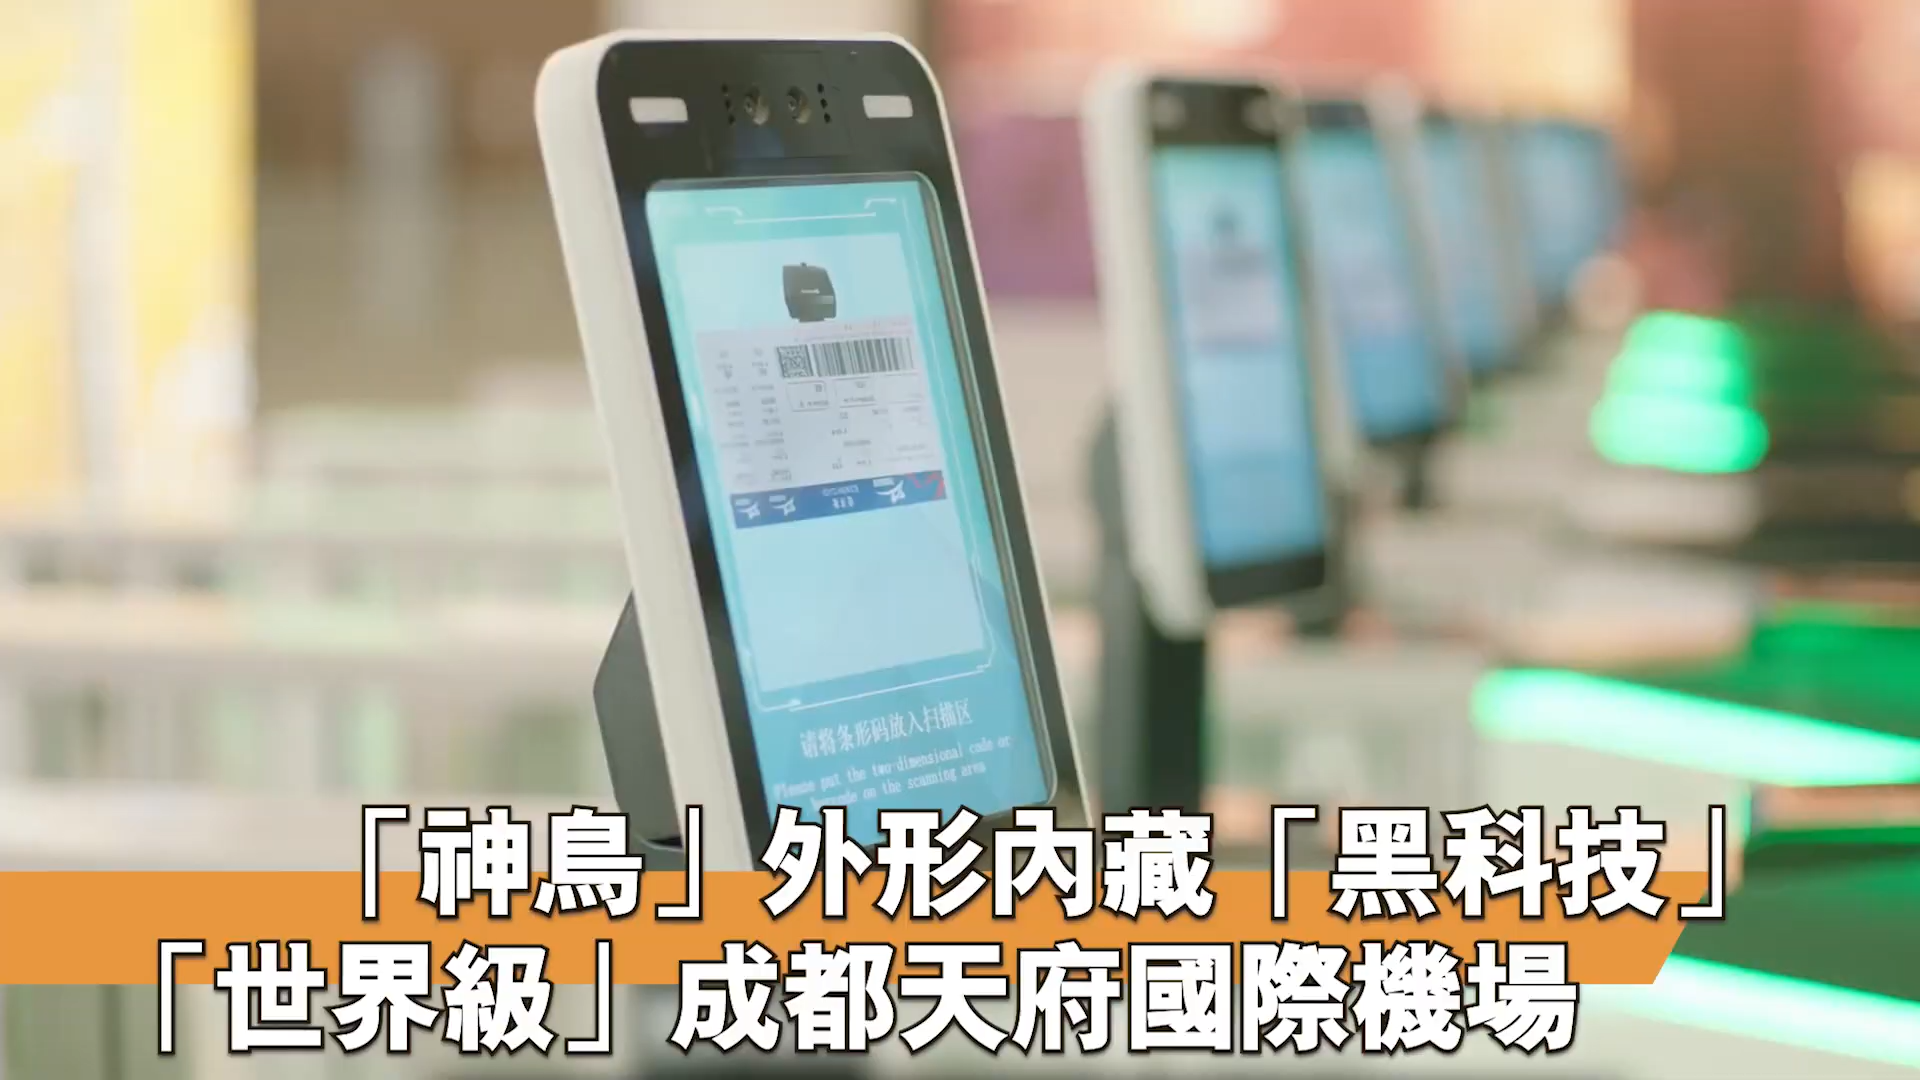 请将条形码放入扫描区
Please put the two-dimensional code or
barcode on the scanning area
「神鳥」外形內藏「黑科技」
「世界級」成都天府國際機場